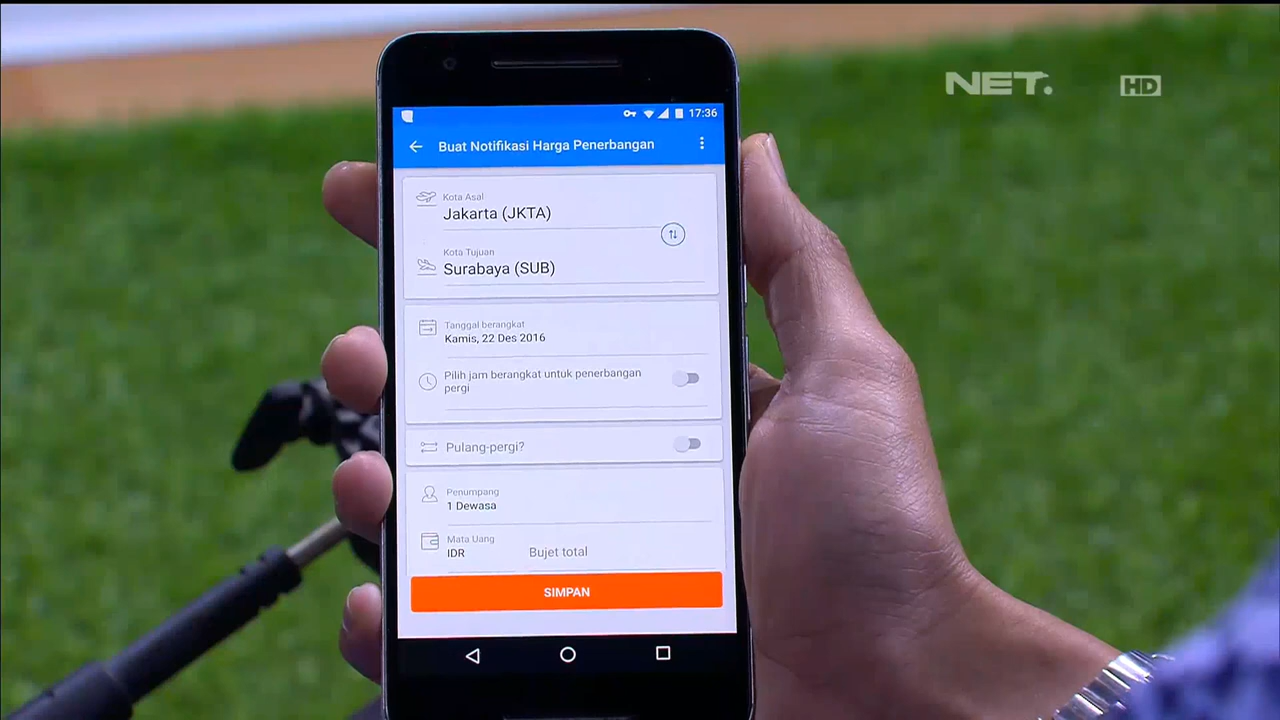 NET.
HD
17:36
Buat Notifikasi Harga Penerbangan
Kota Asal
Jakarta (JKTA)
Kota Tujuan
Surabaya (SUB)
Tanggal berangkat
Kamis, 22 Des 2016
Pilih jam berangkat untuk penerbangan
pergi
Pulang-pergi?
Penumpang
1 Dewasa
Mata Uang
IDR
Bujet total
SIMPAN